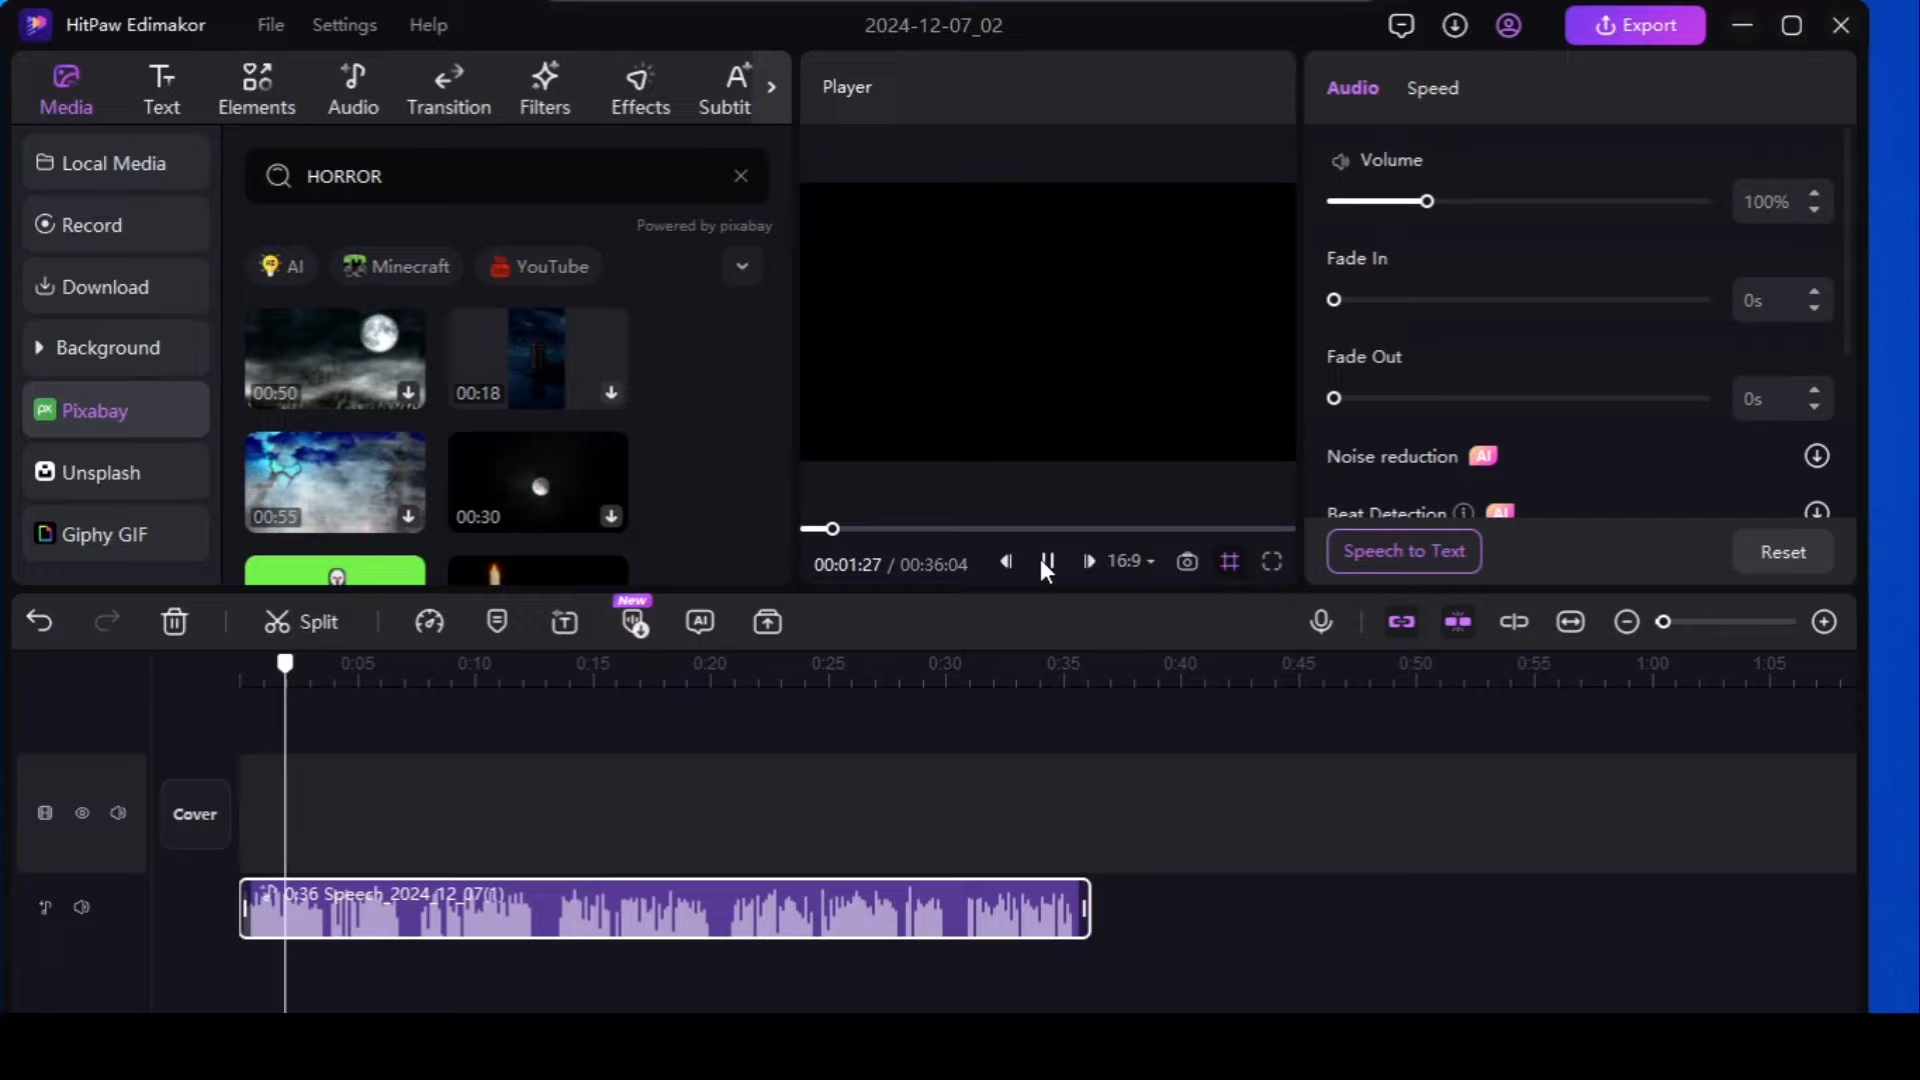 HitPaw Edimakor
File
Settings
Help
2024-12-07_02
Export
Media
Text
Elements
Audio
Transition
Filters
Effects
Subtit
Player
Audio
Speed
Local Media
Record
Download
Background
Pixabay
Unsplash
Giphy GIF
HORROR
Powered by pixabay
AI
Minecraft
YouTube
00:50
00:18
00:55
00:30
00:01:27 / 00:36:04
16:9
Volume
100%
Fade In
0s
Fade Out
0s
Noise reduction AI
Beat Detection AI
Speech to Text
Reset
Split
New
AI
0:05
0:10
0:15
0:20
0:25
0:30
0:35
0:40
0:45
0:50
0:55
1:00
1:05
Cover
0:36 Speech_2024_12_07(1)